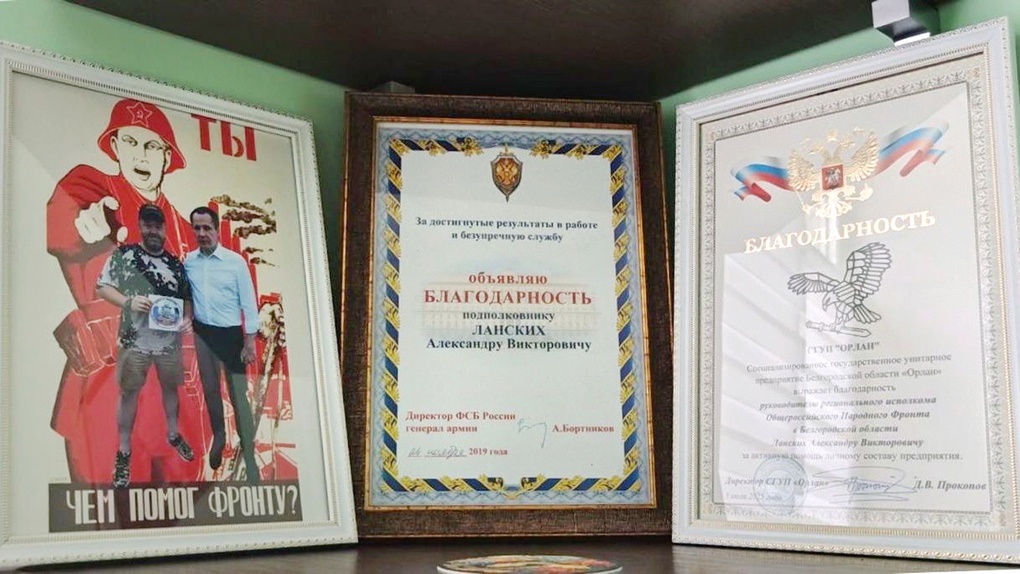 ТЫ
ЧЕМ ПОМОГ ФРОНТУ?
За достигнутые результаты в работе
и безупречную службу
объявляю
БЛАГОДАРНОСТЬ
подполковнику
ЛАНСКИХ
Александру Викторовичу
Директор ФСБ России
генерал армии
А.Бортников
ноября 2019 года
БЛАГОДАРНОСТЬ
СГУП "ОРЛАН"
Специализированное государственное унитарное
предприятие Белгородской области «Орлан»
выражает благодарность
руководителю регионального исполкома
Общероссийского Народного Фронта
в Белгородской области
Ланских Александру Викторовичу
за активную помощь личному составу предприятия.
Директор СГУП «Орлан»
Д.В. Прокопов